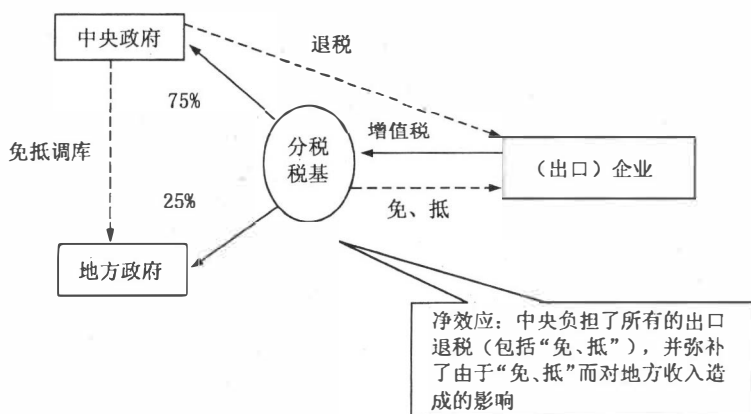 中央政府
退税
75%
增值税
免抵调库
分税
税基
（出口）企业
25%
免、抵
地方政府
净效应：中央负担了所有的出口
退税（包括“免、抵”），并弥补
了由于“免、抵”而对地方收入造
成的影响